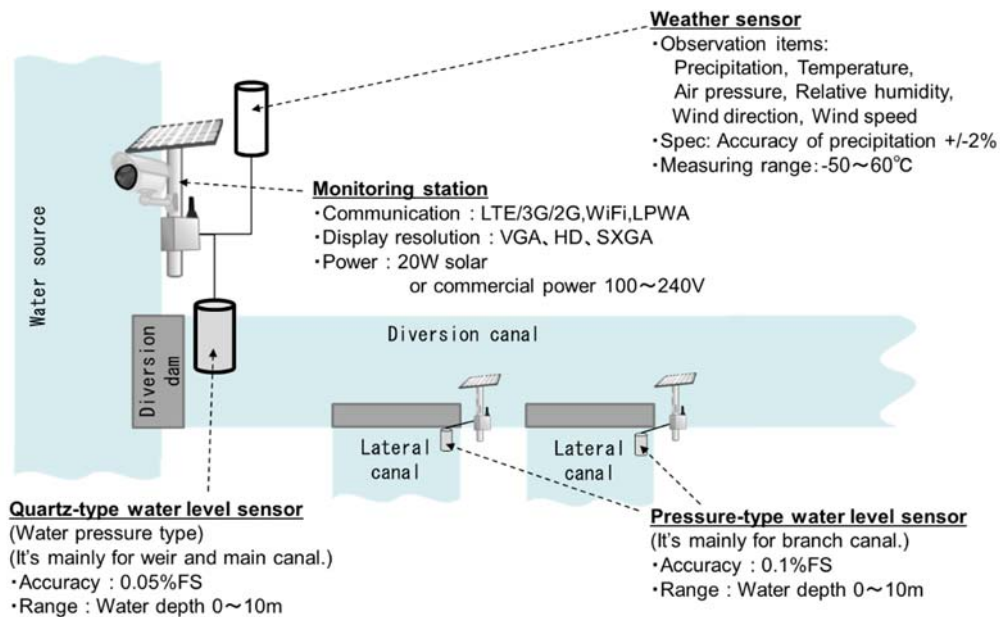 Weather sensor
・Observation items:
Precipitation, Temperature,
Air pressure, Relative humidity,
Wind direction, Wind speed
・Spec: Accuracy of precipitation +/-2%
・Measuring range:-50～60℃
Monitoring station
・Communication : LTE/3G/2G,WiFi,LPWA
・Display resolution : VGA、HD、SXGA
・Power : 20W solar
or commercial power 100～240V
Water source
Diversion
dam
Diversion canal
Lateral
canal
Lateral
canal
Quartz-type water level sensor
(Water pressure type)
(It's mainly for weir and main canal.)
・Accuracy : 0.05%FS
・Range : Water depth 0～10m
Pressure-type water level sensor
(It's mainly for branch canal.)
・Accuracy : 0.1%FS
・Range : Water depth 0～10m